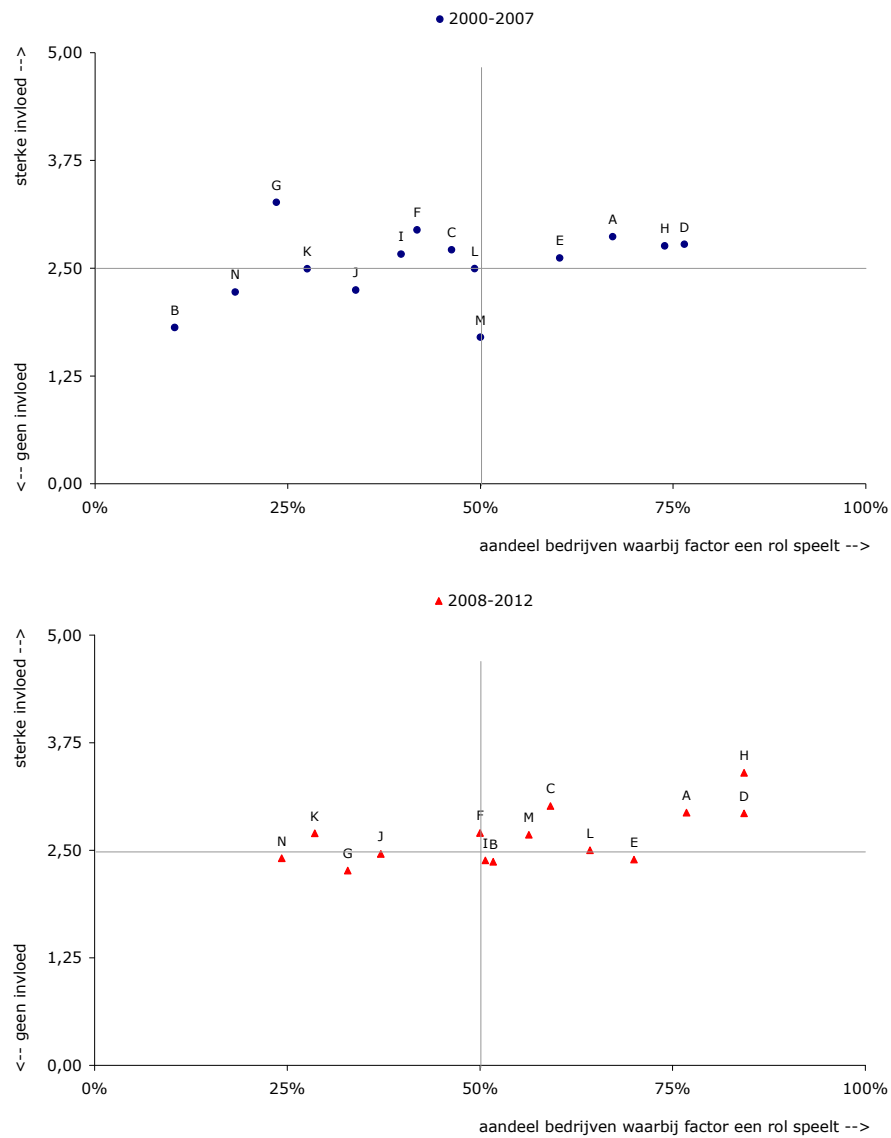 2000-2007
5,00
sterke invloed -->
3,75
G
F
A
C
H D
I
L
E
K
2,50
N
J
B
M
1,25
<-- geen invloed
0,00
0% 25% 50% 75% 100%
aandeel bedrijven waarbij factor een rol speelt -->
2008-2012
5,00
sterke invloed -->
3,75
H
C
A D
K F M
L
E
N J
I B
G
2,50
1,25
<-- geen invloed
0,00
0% 25% 50% 75% 100%
aandeel bedrijven waarbij factor een rol speelt -->